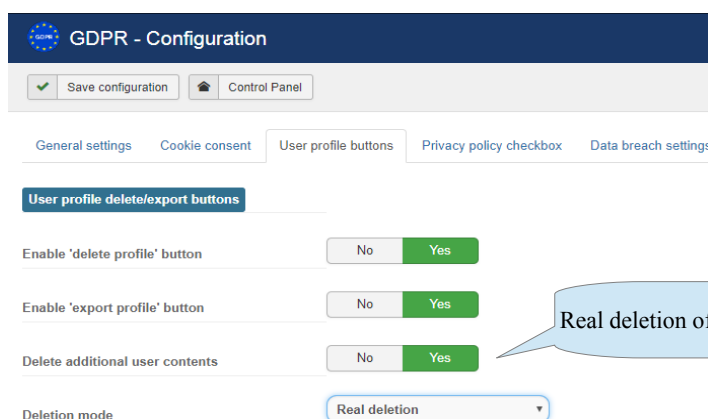 GDPR
GDPR - Configuration
Save configuration Control Panel
General settings Cookie consent User profile buttons Privacy policy checkbox Data breach settings
User profile delete/export buttons
Enable 'delete profile' button No Yes
Enable 'export profile' button No Yes
Real deletion of
Delete additional user contents No Yes
Deletion mode Real deletion